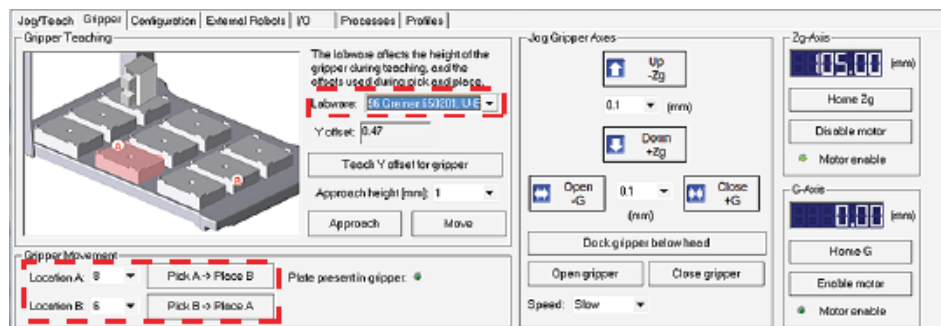 Jog/Teach Gripper Configuration External Robots I/O Processes Profiles
Gripper Teaching
The labware affects the height of the
gripper during teaching, and the
offsets used during pick and place.
Labware: 96 Greiner 650201, U-B
Y offset: 0.47
Teach Y offset for gripper
Approach height [mm]: 1
Approach Move
A
B
Gripper Movement
Location A: 8 Pick A -> Place B
Plate present in gripper:
Location B: 6 Pick B -> Place A
Jog Gripper Axes
Up
-Zg
0.1 (mm)
Down
+Zg
Open
-G
0.1
(mm)
Close
+G
Dock gripper below head
Open gripper Close gripper
Speed: Slow
Zg-Axis
105.00 (mm)
Home Zg
Disable motor
Motor enable
G-Axis
0.00 (mm)
Home G
Enable motor
Motor enable